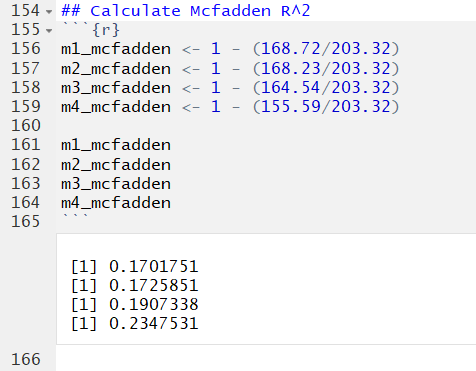 154 ## Calculate Mcfadden R^2
155 ```{r}
156 m1_mcfadden <- 1 - (168.72/203.32)
157 m2_mcfadden <- 1 - (168.23/203.32)
158 m3_mcfadden <- 1 - (164.54/203.32)
159 m4_mcfadden <- 1 - (155.59/203.32)
160
161 m1_mcfadden
162 m2_mcfadden
163 m3_mcfadden
164 m4_mcfadden
165 ```
[1] 0.1701751
[1] 0.1725851
[1] 0.1907338
[1] 0.2347531
166